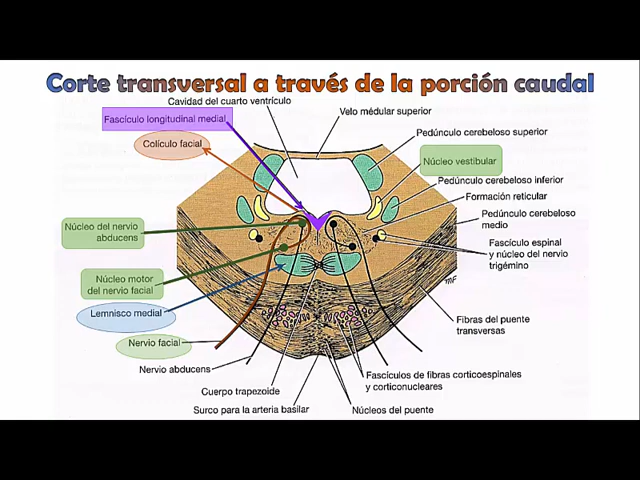 Corte transversal a través de la porción caudal
Cavidad del cuarto ventrículo
Velo médular superior
Fascículo longitudinal medial
Pedúnculo cerebeloso superior
Colículo facial
Núcleo vestibular
Pedúnculo cerebeloso inferior
Formación reticular
Pedúnculo cerebeloso
medio
Núcleo del nervio
abducens
Fascículo espinal
y núcleo del nervio
trigémino
Núcleo motor
del nervio facial
Lemnisco medial
Fibras del puente
transversas
Nervio facial
Nervio abducens
Fascículos de fibras corticoespinales
y corticonucleares
Cuerpo trapezoide
Surco para la arteria basilar
Núcleos del puente